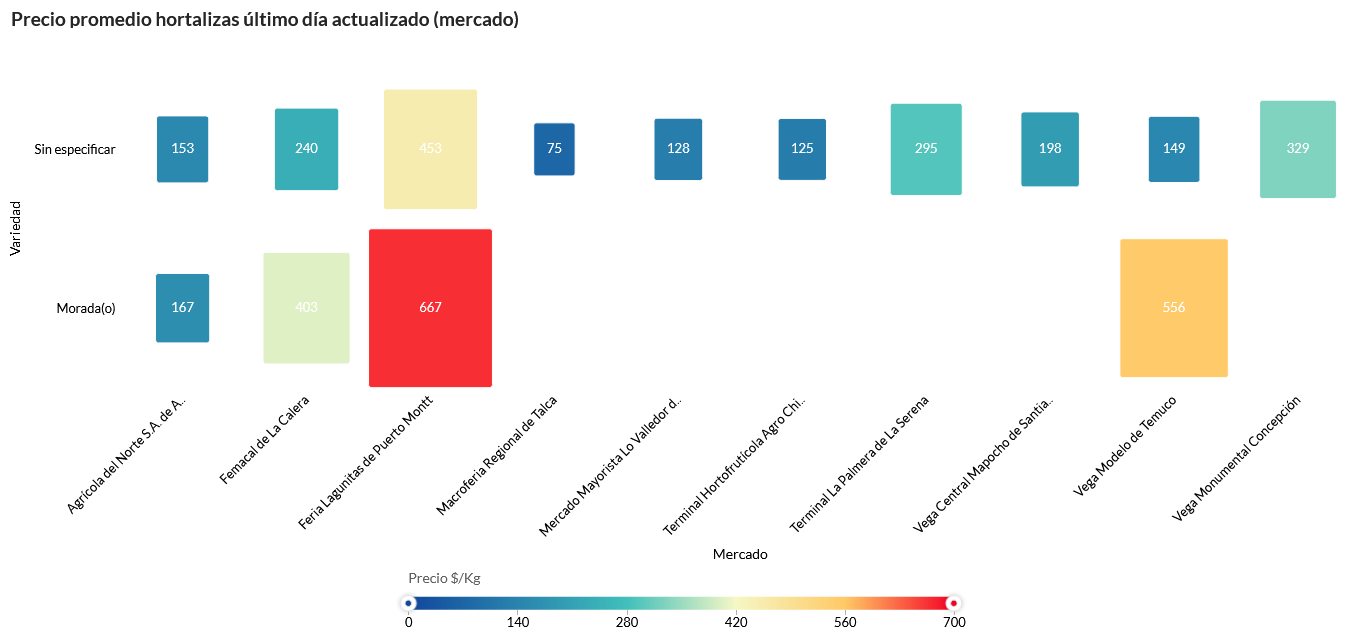 Precio promedio hortalizas último día actualizado (mercado)
Variedad
Sin especificar
153 240 453 75 128 125 295 198 149 329
Morada(o)
167 403 667 556
Agrícola del Norte S.A. de A..
Femacal de La Calera
Feria Lagunitas de Puerto Montt
Macroferia Regional de Talca
Mercado Mayorista Lo Valledor d..
Terminal Hortofrutícola Agro Chi..
Terminal La Palmera de La Serena
Vega Central Mapocho de Santia..
Vega Modelo de Temuco
Vega Monumental Concepción
Mercado
Precio $/Kg
0 140 280 420 560 700